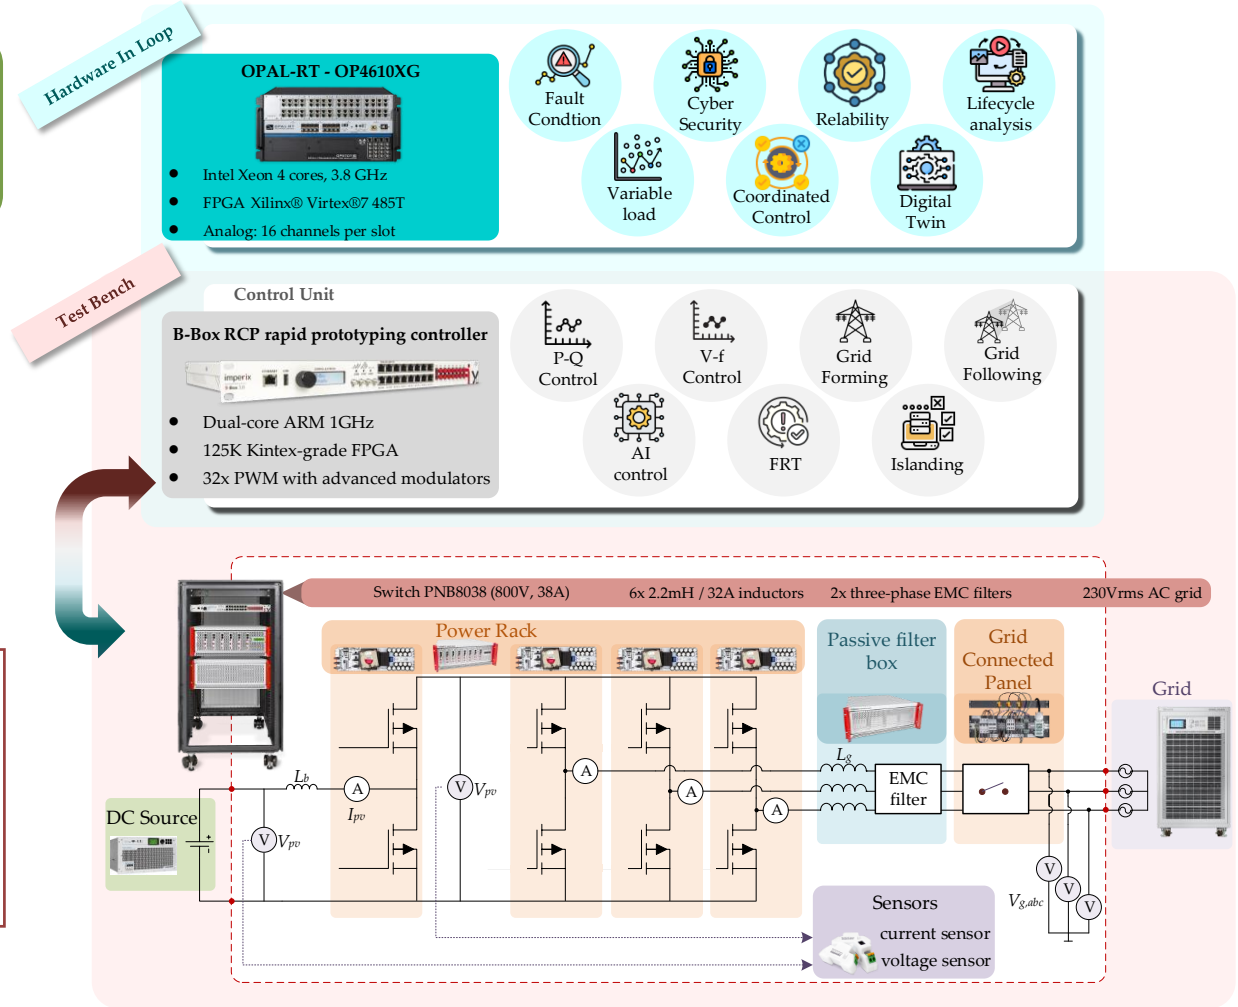 Hardware In Loop
OPAL-RT - OP4610XG
Intel Xeon 4 cores, 3.8 GHz
FPGA Xilinx® Virtex®7 485T
Analog: 16 channels per slot
Fault
Condtion
Cyber
Security
Relability
Lifecycle
analysis
Variable
load
Coordinated
Control
Digital
Twin
Test Bench
Control Unit
B-Box RCP rapid prototyping controller
imperix
Dual-core ARM 1GHz
125K Kintex-grade FPGA
32x PWM with advanced modulators
P-Q
Control
V-f
Control
Grid
Forming
Grid
Following
AI
control
FRT
Islanding
Switch PNB8038 (800V, 38A)
6x 2.2mH / 32A inductors
2x three-phase EMC filters
230Vrms AC grid
Power Rack
Passive filter
box
Grid
Connected
Panel
Grid
DC Source
Lb
A
Ipv
V
Vpv
V
Vpv
A
A
A
Lg
EMC
filter
V
V
V
Vg,abc
Sensors
current sensor
voltage sensor